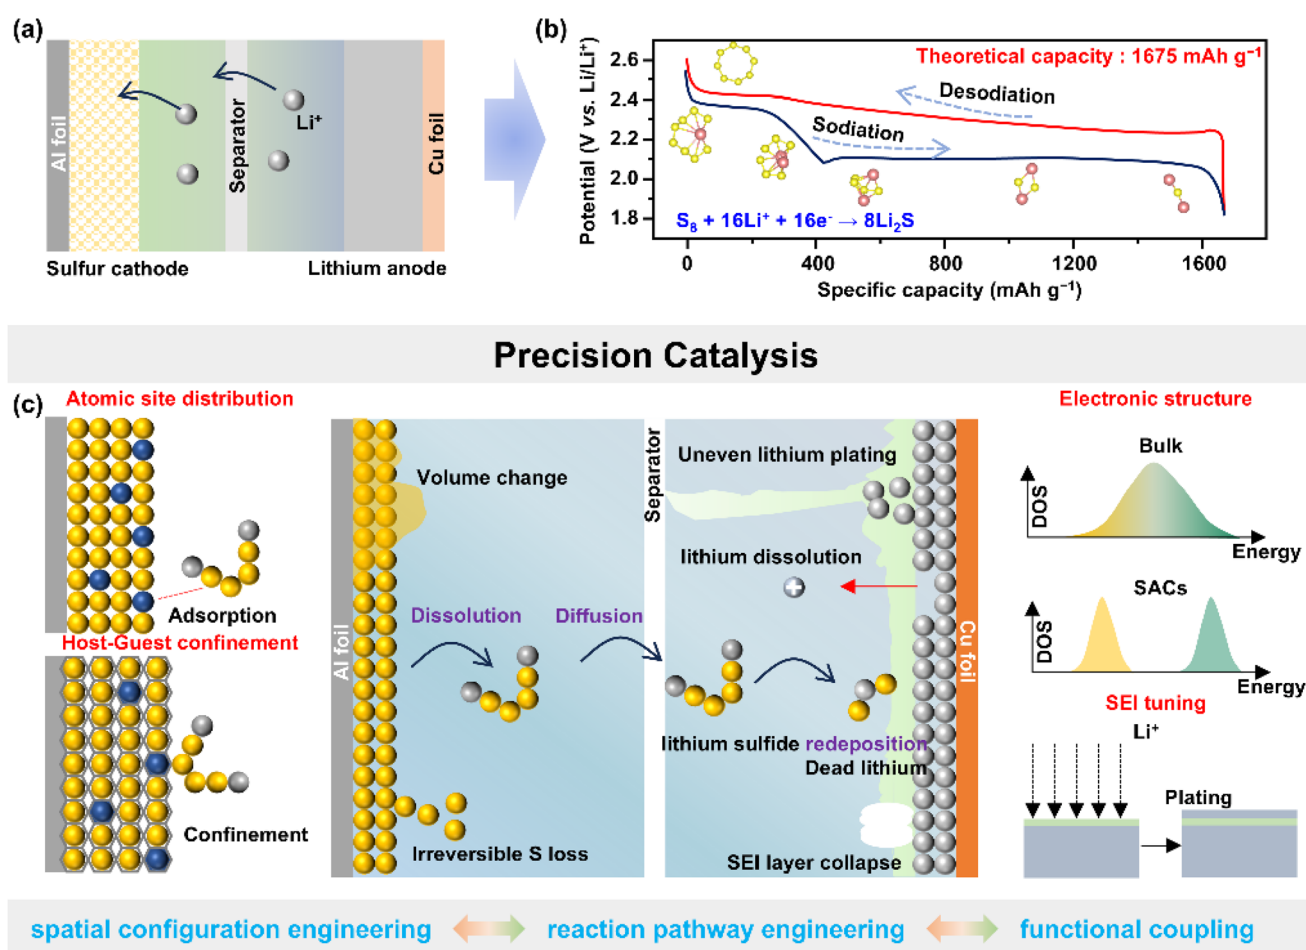 (a)
Al foil
Separator
Li⁺
Cu foil
Sulfur cathode
Lithium anode
(b)
Potential (V vs. Li/Li⁺)
2.6
2.4
2.2
2.0
1.8
Theoretical capacity : 1675 mAh g⁻¹
Desodiation
Sodiation
S₈ + 16Li⁺ + 16e⁻ → 8Li₂S
0
400
800
1200
1600
Specific capacity (mAh g⁻¹)
Precision Catalysis
(c)
Atomic site distribution
Adsorption
Host-Guest confinement
Confinement
Al foil
Volume change
Dissolution
Diffusion
Irreversible S loss
Separator
Uneven lithium plating
lithium dissolution
lithium sulfide redeposition
Dead lithium
SEI layer collapse
Cu foil
Electronic structure
Bulk
DOS
Energy
SACs
DOS
Energy
SEI tuning
Li⁺
Plating
spatial configuration engineering
reaction pathway engineering
functional coupling